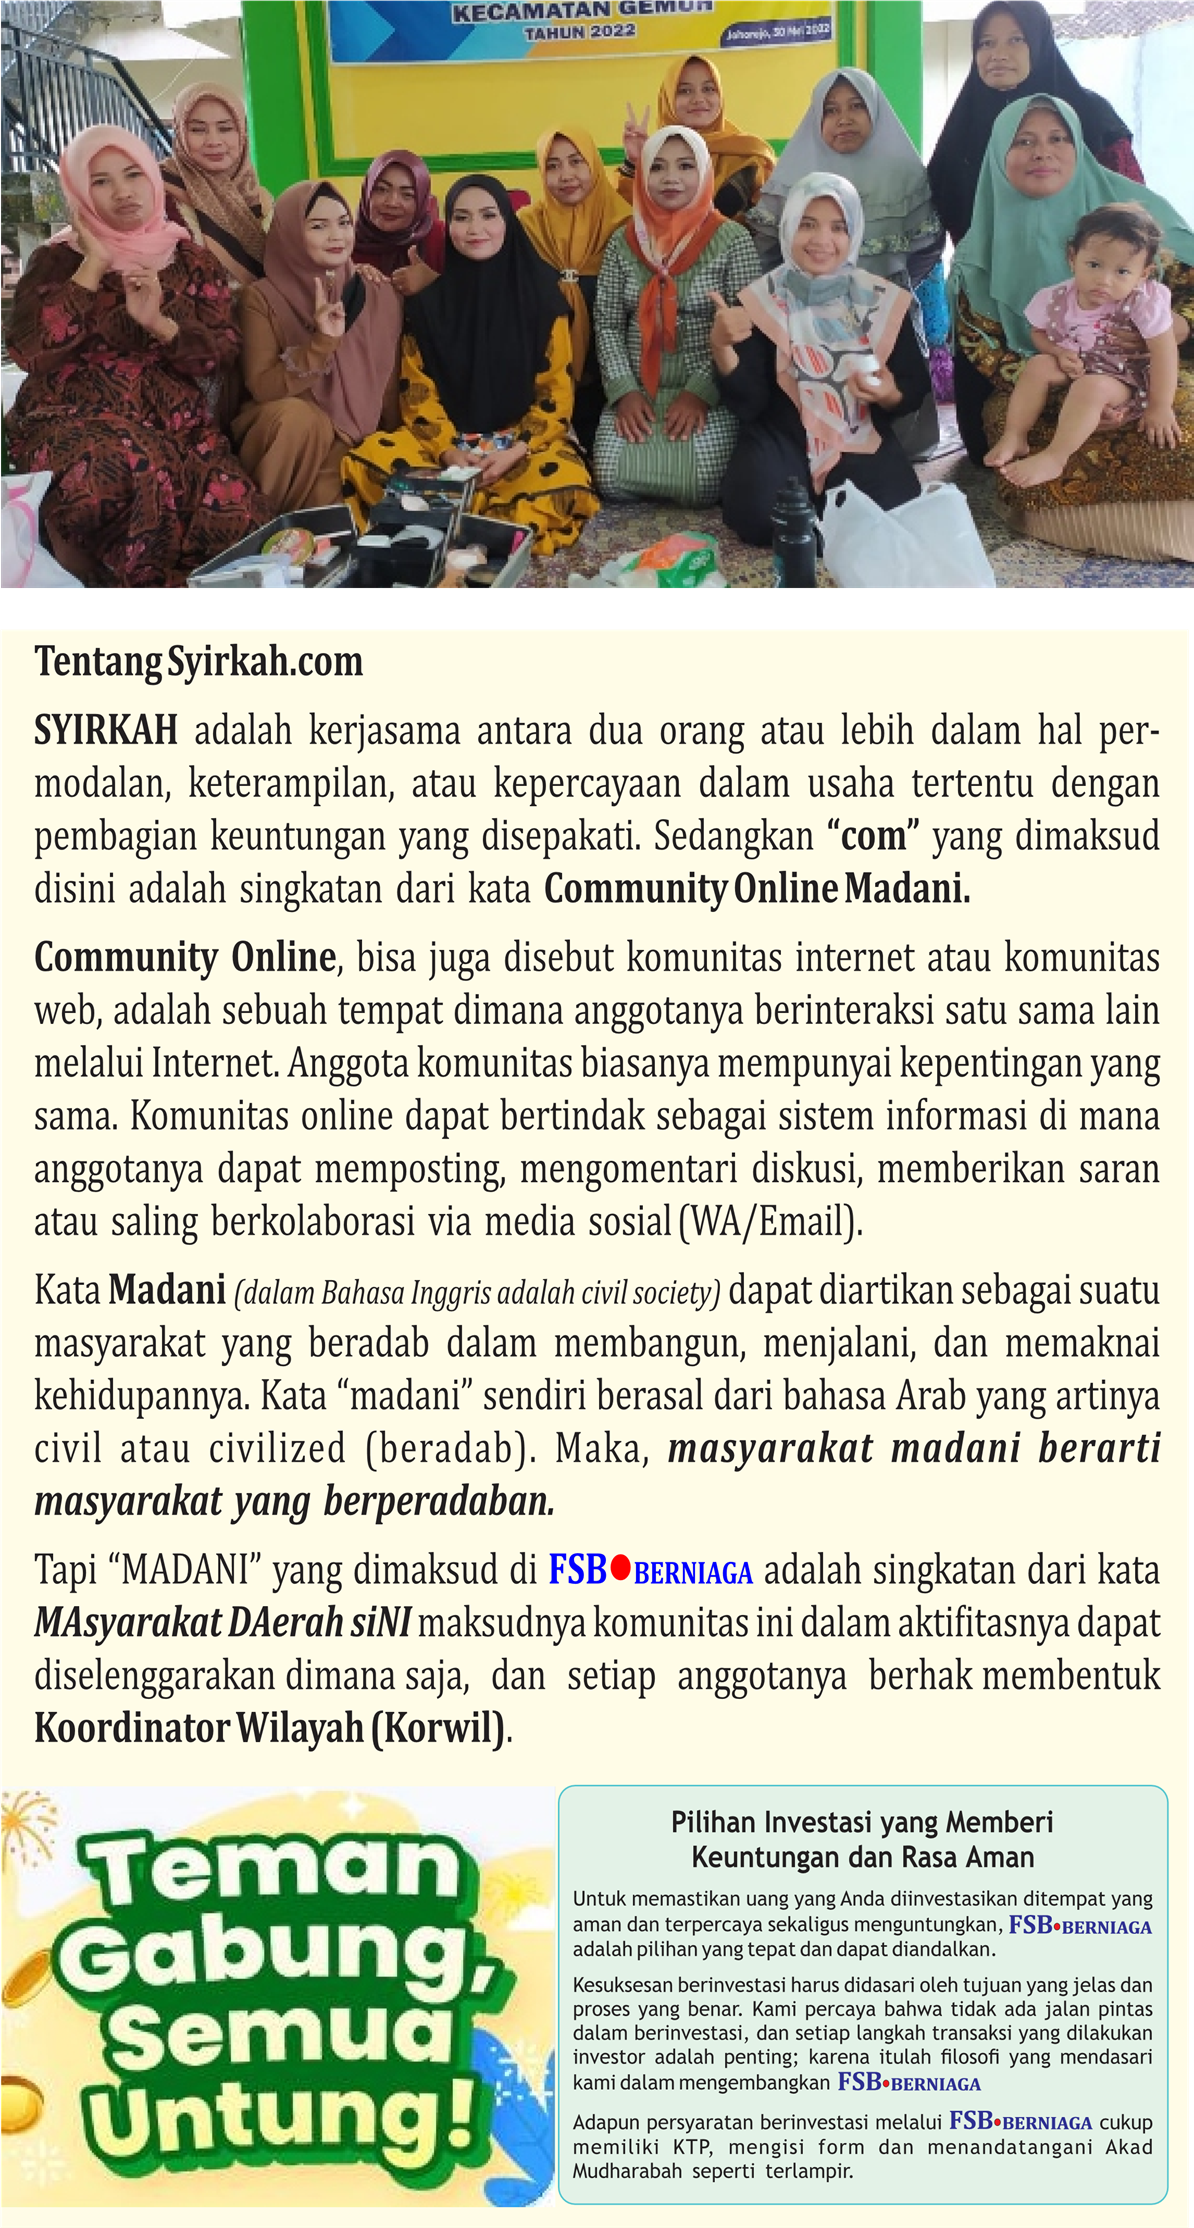 KECAMATAN GEMUH
TAHUN 2022
Johorejo, 30 Mei 2022
Tentang Syirkah.com
SYIRKAH adalah kerjasama antara dua orang atau lebih dalam hal per-
modalan, keterampilan, atau kepercayaan dalam usaha tertentu dengan
pembagian keuntungan yang disepakati. Sedangkan “com” yang dimaksud
disini adalah singkatan dari kata Community Online Madani.
Community Online, bisa juga disebut komunitas internet atau komunitas
web, adalah sebuah tempat dimana anggotanya berinteraksi satu sama lain
melalui Internet. Anggota komunitas biasanya mempunyai kepentingan yang
sama. Komunitas online dapat bertindak sebagai sistem informasi di mana
anggotanya dapat memposting, mengomentari diskusi, memberikan saran
atau saling berkolaborasi via media sosial (WA/Email).
Kata Madani (dalam Bahasa Inggris adalah civil society) dapat diartikan sebagai suatu
masyarakat yang beradab dalam membangun, menjalani, dan memaknai
kehidupannya. Kata “madani” sendiri berasal dari bahasa Arab yang artinya
civil atau civilized (beradab). Maka, masyarakat madani berarti
masyarakat yang berperadaban.
Tapi “MADANI” yang dimaksud di FSB•BERNIAGA adalah singkatan dari kata
MAsyarakat DAerah siNI maksudnya komunitas ini dalam aktifitasnya dapat
diselenggarakan dimana saja, dan setiap anggotanya berhak membentuk
Koordinator Wilayah (Korwil).
Teman
Gabung,
Semua
Untung!
Pilihan Investasi yang Memberi
Keuntungan dan Rasa Aman
Untuk memastikan uang yang Anda diinvestasikan ditempat yang
aman dan terpercaya sekaligus menguntungkan, FSB•BERNIAGA
adalah pilihan yang tepat dan dapat diandalkan.
Kesuksesan berinvestasi harus didasari oleh tujuan yang jelas dan
proses yang benar. Kami percaya bahwa tidak ada jalan pintas
dalam berinvestasi, dan setiap langkah transaksi yang dilakukan
investor adalah penting; karena itulah filosofi yang mendasari
kami dalam mengembangkan FSB•BERNIAGA
Adapun persyaratan berinvestasi melalui FSB•BERNIAGA cukup
memiliki KTP, mengisi form dan menandatangani Akad
Mudharabah seperti terlampir.